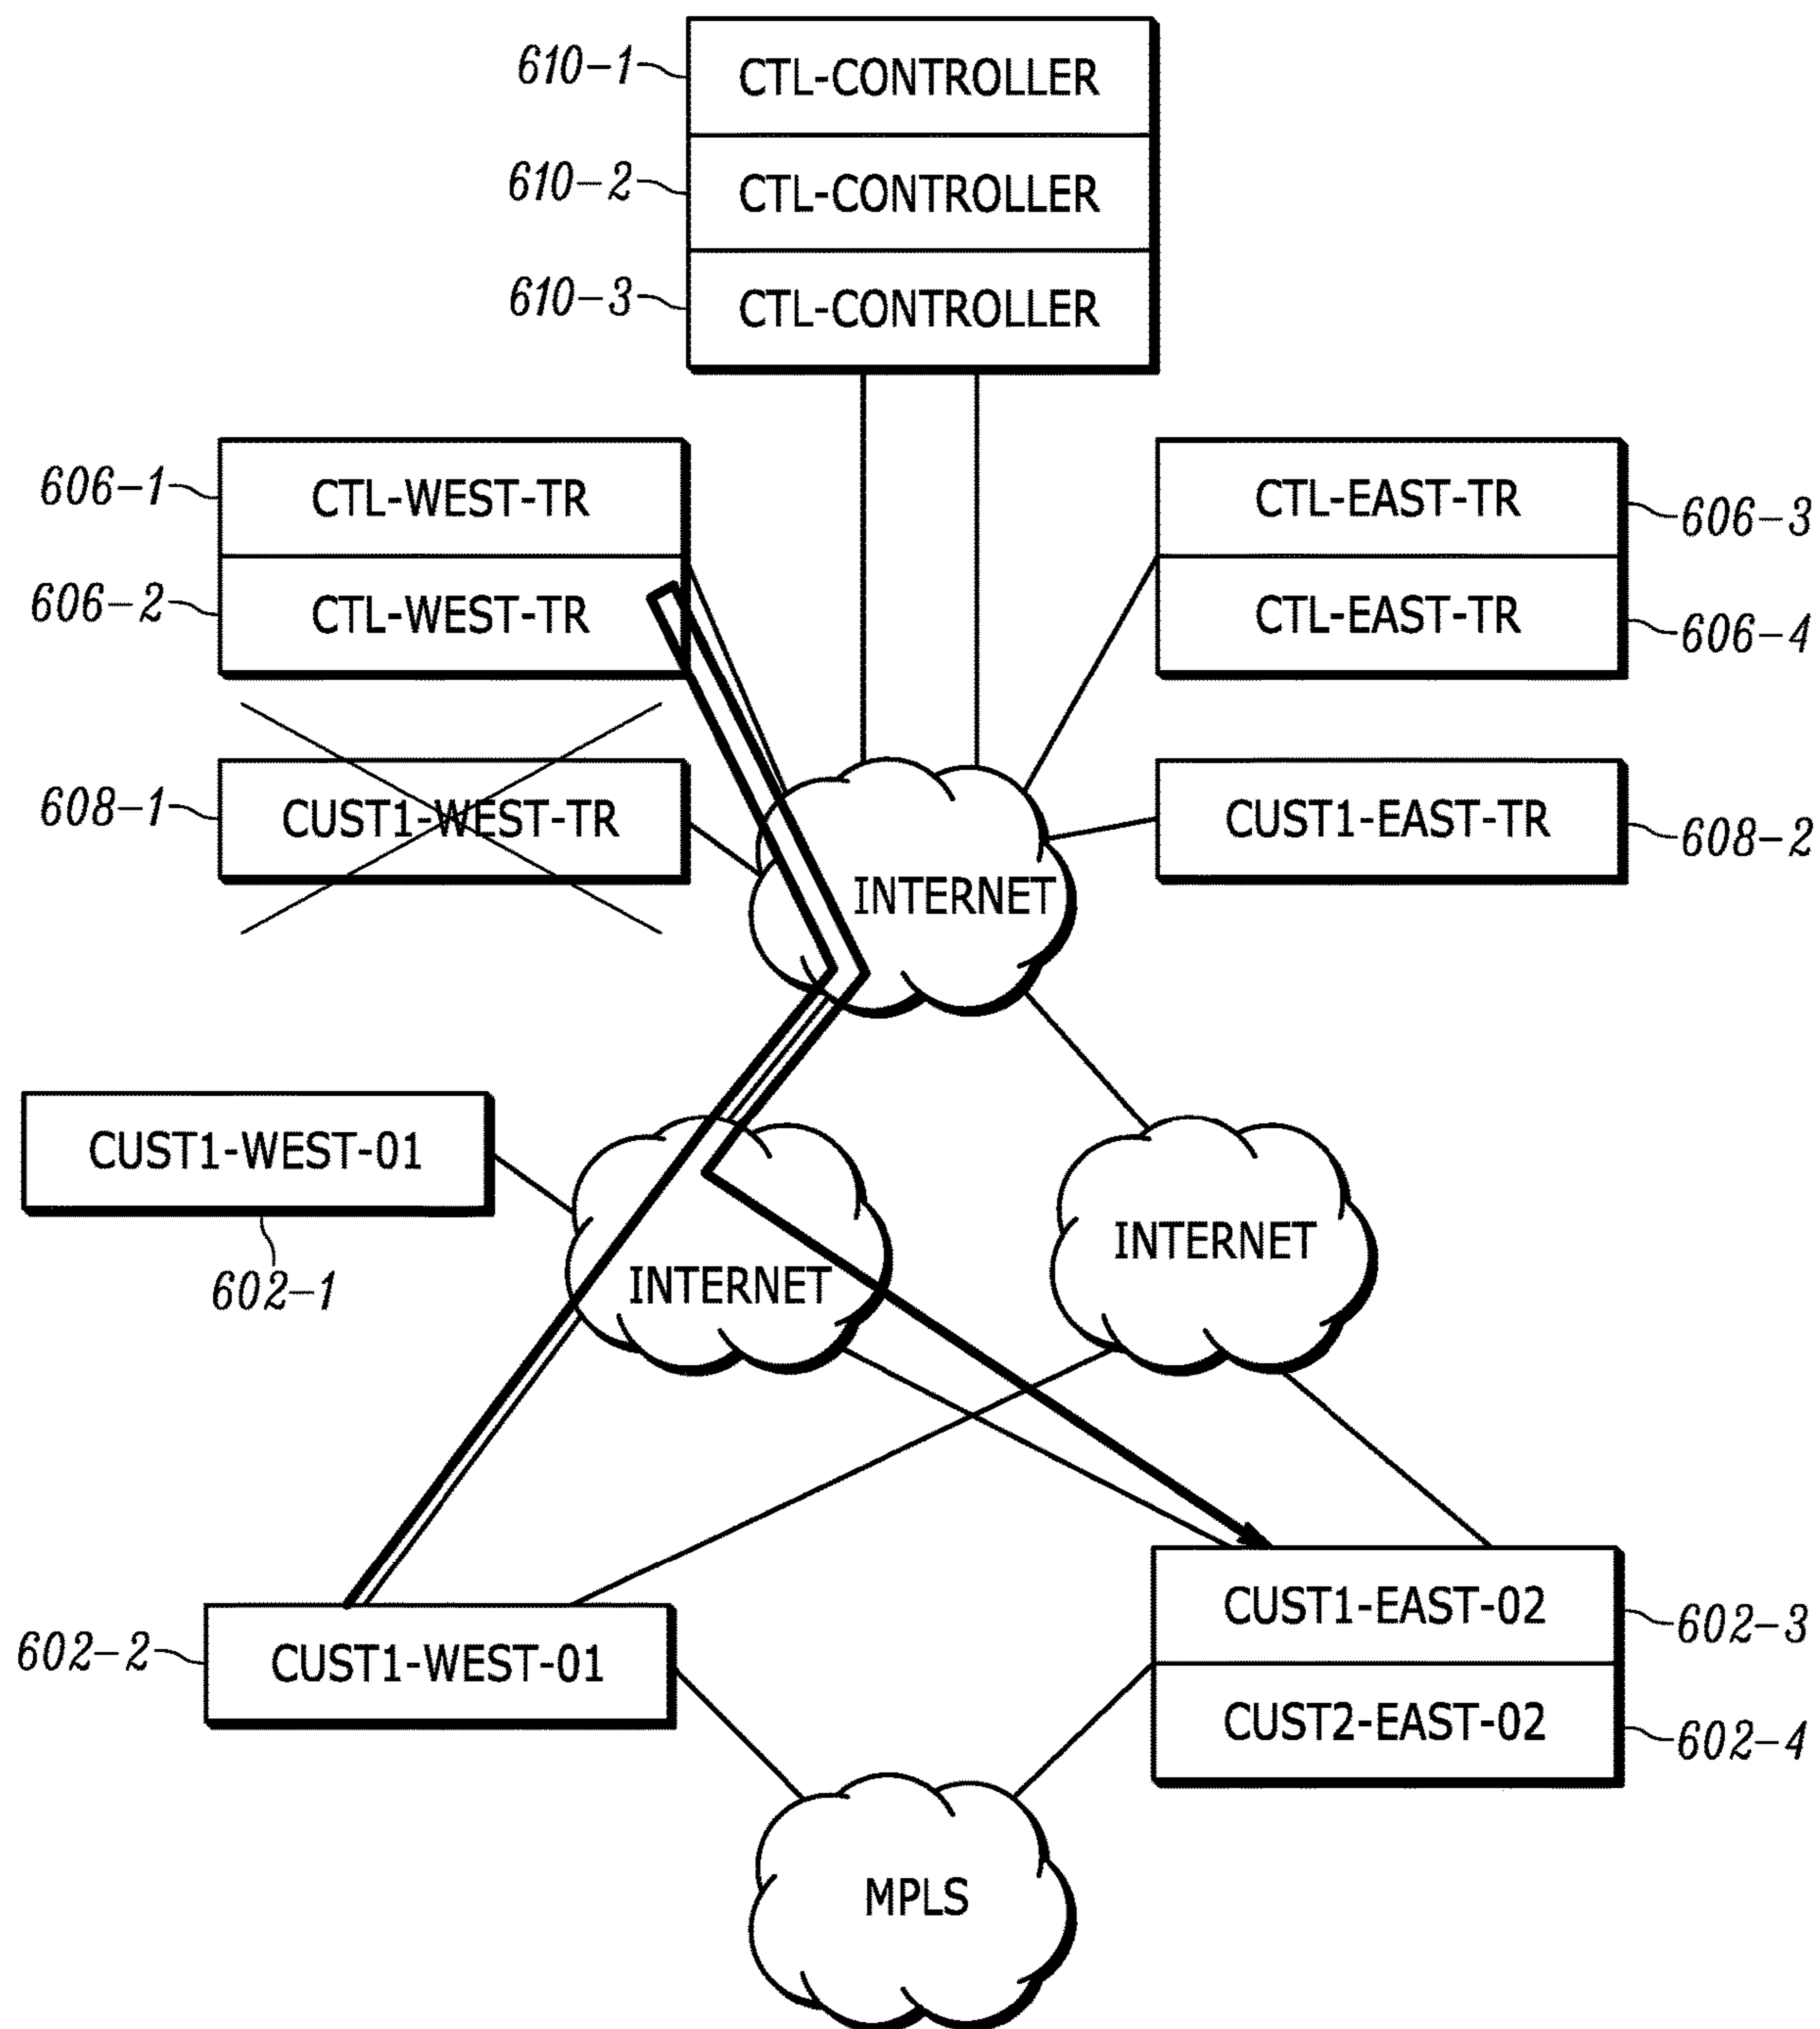 610-1 CTL-CONTROLLER
610-2 CTL-CONTROLLER
610-3 CTL-CONTROLLER
606-1 CTL-WEST-TR
606-2 CTL-WEST-TR
CTL-EAST-TR 606-3
CTL-EAST-TR 606-4
608-1 CUST1-WEST-TR
CUST1-EAST-TR 608-2
INTERNET
CUST1-WEST-01
602-1
INTERNET
INTERNET
602-2 CUST1-WEST-01
CUST1-EAST-02 602-3
CUST2-EAST-02 602-4
MPLS